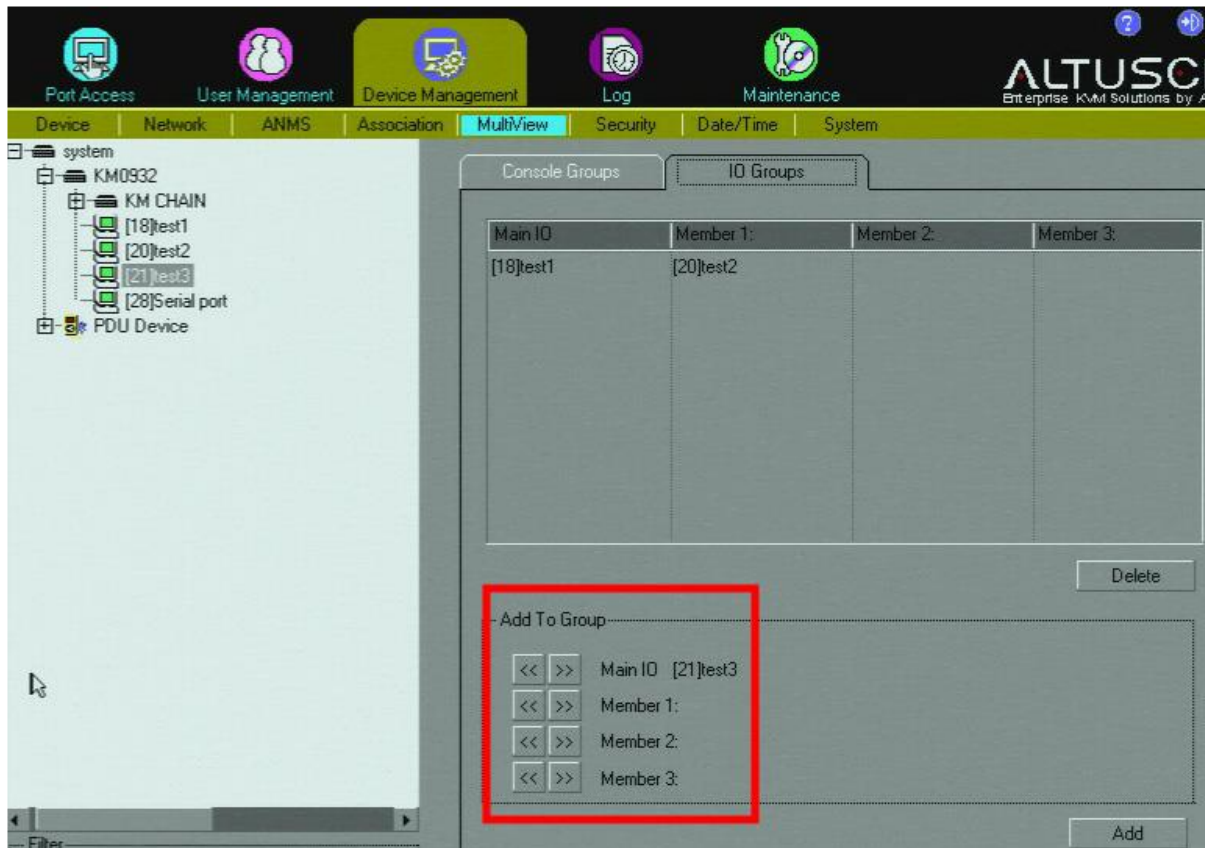 Port Access User Management Device Management Log Maintenance
ALTUSC
Enterprise KVM Solutions by A
Device Network ANMS Association MultiView Security Date/Time System
system
KM0932
KM CHAIN
[18]test1
[20]test2
[21]test3
[28]Serial port
PDU Device
Filter
Console Groups IO Groups
Main IO Member 1: Member 2: Member 3:
[18]test1 [20]test2
Delete
Add To Group
<< >> Main IO [21]test3
<< >> Member 1:
<< >> Member 2:
<< >> Member 3:
Add